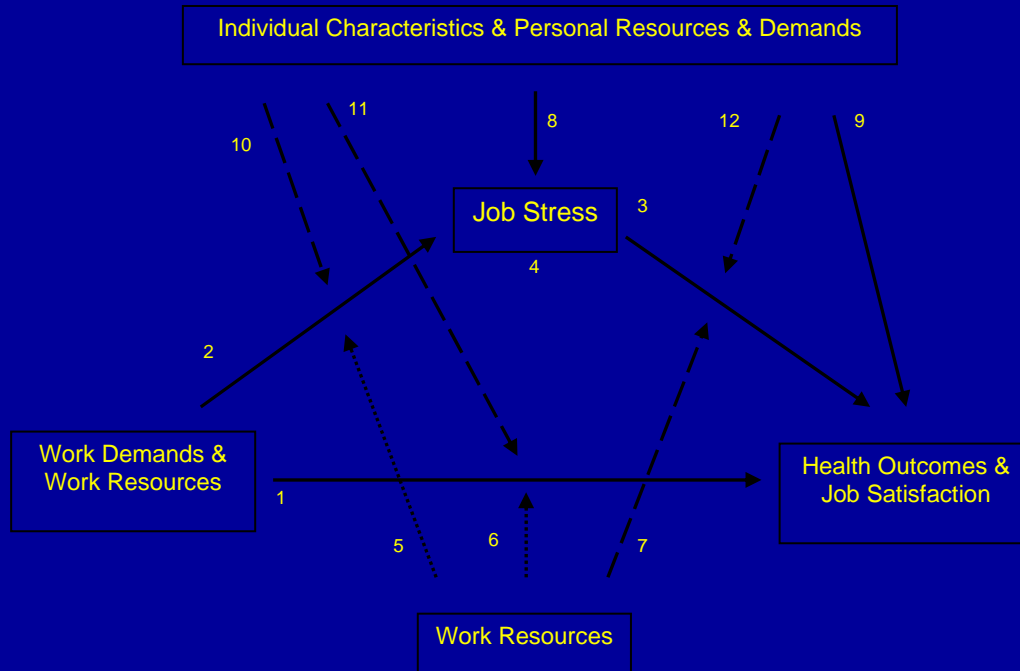 Individual Characteristics & Personal Resources & Demands
11
8
12
9
10
Job Stress
3
4
2
Work Demands &
Work Resources
Health Outcomes &
Job Satisfaction
1
5
6
7
Work Resources